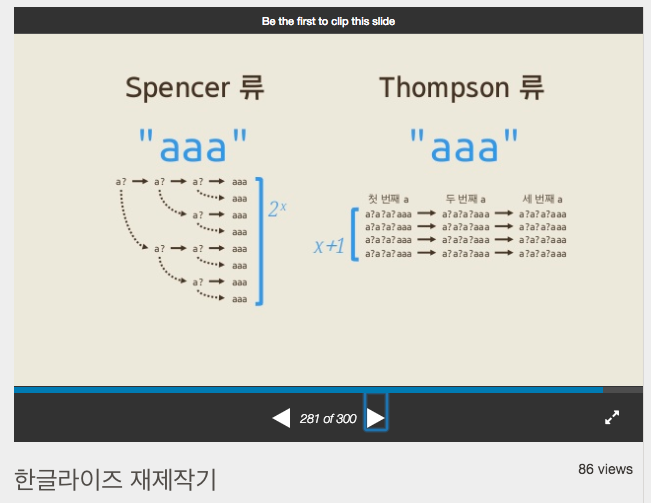 Be the first to clip this slide
Spencer 류
"aaa"
a? a? a? aaa
aaa
a? aaa
aaa
a? a? aaa
aaa
a? aaa
aaa
2ˣ
Thompson 류
"aaa"
첫 번째 a 두 번째 a 세 번째 a
a?a?a?aaa a?a?a?aaa a?a?a?aaa
a?a?a?aaa a?a?a?aaa a?a?a?aaa
a?a?a?aaa a?a?a?aaa a?a?a?aaa
a?a?a?aaa a?a?a?aaa a?a?a?aaa
x+1
281 of 300
한글라이즈 재제작기
86 views